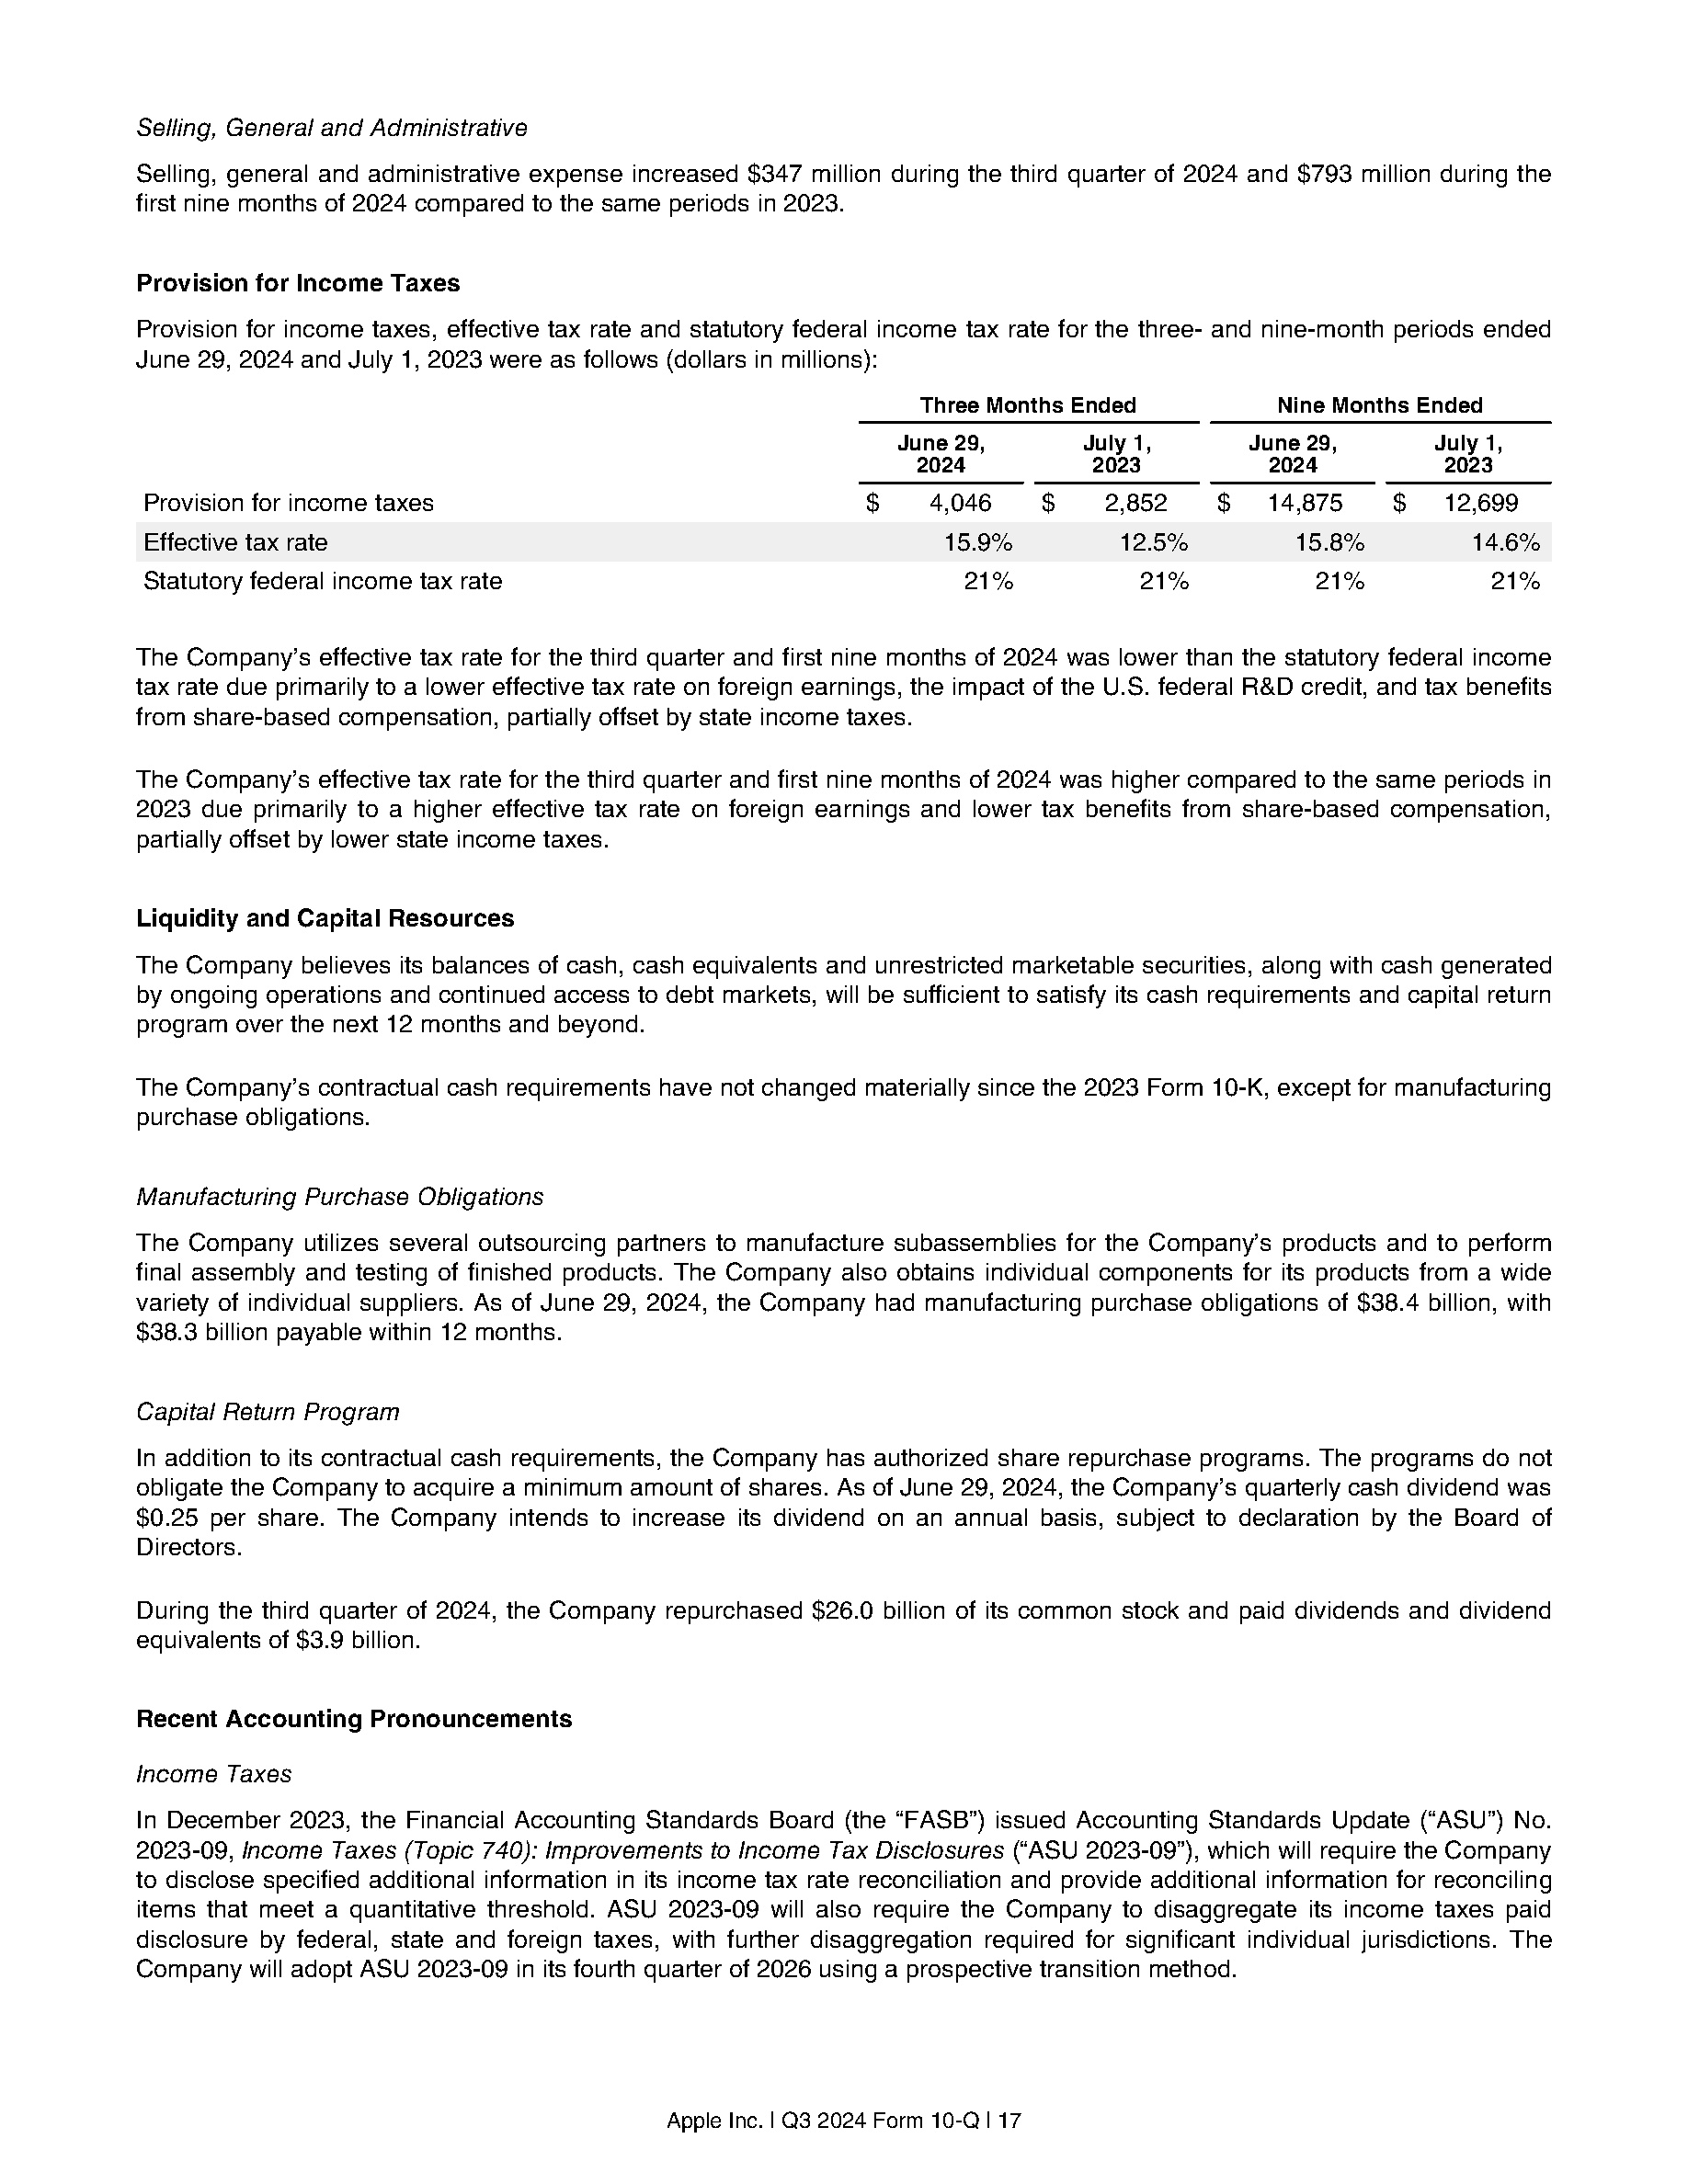 Selling, General and Administrative
Selling, general and administrative expense increased $347 million during the third quarter of 2024 and $793 million during the
first nine months of 2024 compared to the same periods in 2023.
Provision for Income Taxes
Provision for income taxes, effective tax rate and statutory federal income tax rate for the three- and nine-month periods ended
June 29, 2024 and July 1, 2023 were as follows (dollars in millions):
Three Months Ended Nine Months Ended
June 29, July 1, June 29, July 1,
2024 2023 2024 2023
Provision for income taxes $ 4,046 $ 2,852 $ 14,875 $ 12,699
Effective tax rate 15.9% 12.5% 15.8% 14.6%
Statutory federal income tax rate 21% 21% 21% 21%
The Company’s effective tax rate for the third quarter and first nine months of 2024 was lower than the statutory federal income
tax rate due primarily to a lower effective tax rate on foreign earnings, the impact of the U.S. federal R&D credit, and tax benefits
from share-based compensation, partially offset by state income taxes.
The Company’s effective tax rate for the third quarter and first nine months of 2024 was higher compared to the same periods in
2023 due primarily to a higher effective tax rate on foreign earnings and lower tax benefits from share-based compensation,
partially offset by lower state income taxes.
Liquidity and Capital Resources
The Company believes its balances of cash, cash equivalents and unrestricted marketable securities, along with cash generated
by ongoing operations and continued access to debt markets, will be sufficient to satisfy its cash requirements and capital return
program over the next 12 months and beyond.
The Company’s contractual cash requirements have not changed materially since the 2023 Form 10-K, except for manufacturing
purchase obligations.
Manufacturing Purchase Obligations
The Company utilizes several outsourcing partners to manufacture subassemblies for the Company’s products and to perform
final assembly and testing of finished products. The Company also obtains individual components for its products from a wide
variety of individual suppliers. As of June 29, 2024, the Company had manufacturing purchase obligations of $38.4 billion, with
$38.3 billion payable within 12 months.
Capital Return Program
In addition to its contractual cash requirements, the Company has authorized share repurchase programs. The programs do not
obligate the Company to acquire a minimum amount of shares. As of June 29, 2024, the Company’s quarterly cash dividend was
$0.25 per share. The Company intends to increase its dividend on an annual basis, subject to declaration by the Board of
Directors.
During the third quarter of 2024, the Company repurchased $26.0 billion of its common stock and paid dividends and dividend
equivalents of $3.9 billion.
Recent Accounting Pronouncements
Income Taxes
In December 2023, the Financial Accounting Standards Board (the “FASB”) issued Accounting Standards Update (“ASU”) No.
2023-09, Income Taxes (Topic 740): Improvements to Income Tax Disclosures (“ASU 2023-09”), which will require the Company
to disclose specified additional information in its income tax rate reconciliation and provide additional information for reconciling
items that meet a quantitative threshold. ASU 2023-09 will also require the Company to disaggregate its income taxes paid
disclosure by federal, state and foreign taxes, with further disaggregation required for significant individual jurisdictions. The
Company will adopt ASU 2023-09 in its fourth quarter of 2026 using a prospective transition method.
Apple Inc. | Q3 2024 Form 10-Q | 17